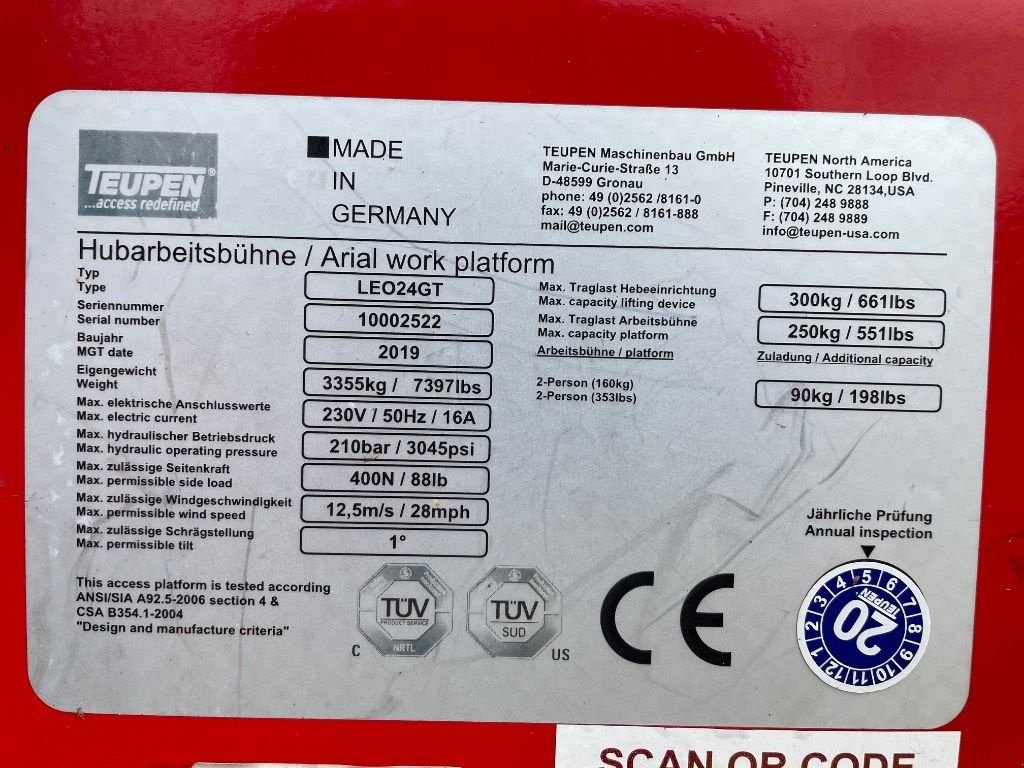 TEUPEN®
...access redefined
MADE
IN
GERMANY
TEUPEN Maschinenbau GmbH
Marie-Curie-Straße 13
D-48599 Gronau
phone: 49 (0)2562 /8161-0
fax: 49 (0)2562 / 8161-888
mail@teupen.com
TEUPEN North America
10701 Southern Loop Blvd.
Pineville, NC 28134,USA
P: (704) 248 9888
F: (704) 248 9889
info@teupen-usa.com
Hubarbeitsbühne / Arial work platform
Typ
Type
LEO24GT
Seriennummer
Serial number
10002522
Baujahr
MGT date
2019
Eigengewicht
Weight
3355kg / 7397lbs
Max. elektrische Anschlusswerte
Max. electric current
230V / 50Hz / 16A
Max. hydraulischer Betriebsdruck
Max. hydraulic operating pressure
210bar / 3045psi
Max. zulässige Seitenkraft
Max. permissible side load
400N / 88lb
Max. zulässige Windgeschwindigkeit
Max. permissible wind speed
12,5m/s / 28mph
Max. zulässige Schrägstellung
Max. permissible tilt
1°
Max. Traglast Hebeeinrichtung
Max. capacity lifting device
300kg / 661lbs
Max. Traglast Arbeitsbühne
Max. capacity platform
250kg / 551lbs
Arbeitsbühne / platform
Zuladung / Additional capacity
2-Person (160kg)
2-Person (353lbs)
90kg / 198lbs
Jährliche Prüfung
Annual inspection
1 2 3 4 5 6 7 8 9 10 11 12
TEUPEN
20
This access platform is tested according
ANSI/SIA A92.5-2006 section 4 &
CSA B354.1-2004
"Design and manufacture criteria"
C
TÜV
PRODUCT SERVICE
NRTL
TÜV
SUD
US
CE
SCAN QR CODE